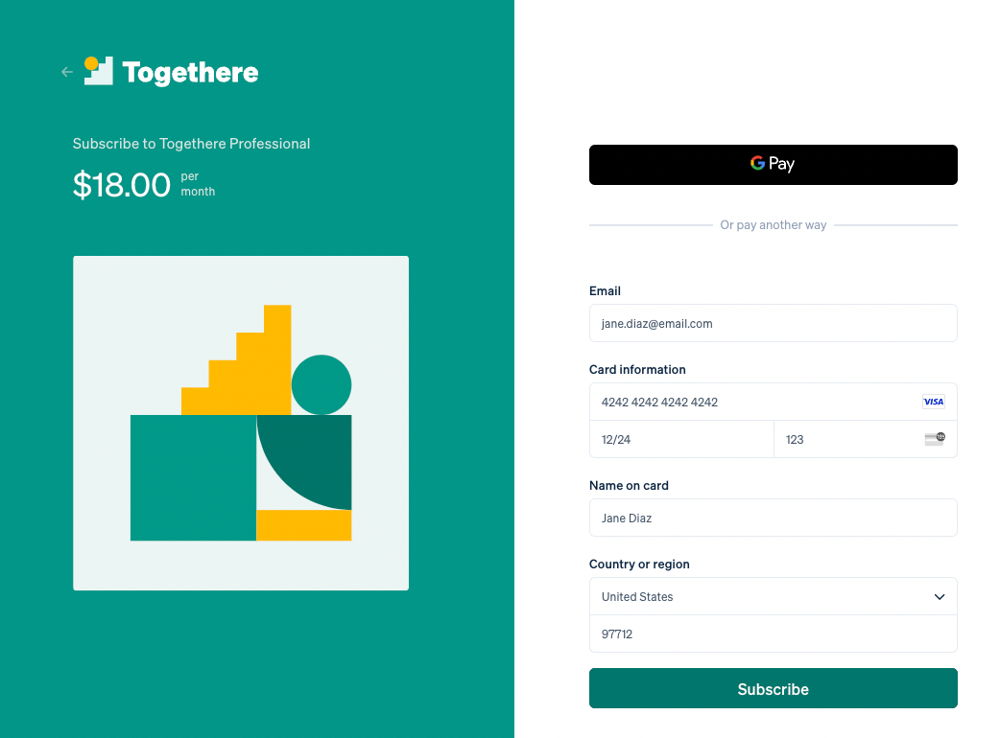 Togethere
Subscribe to Togethere Professional
$18.00 per
month
G Pay
Or pay another way
Email
jane.diaz@email.com
Card information
4242 4242 4242 4242 VISA
12/24 123
Name on card
Jane Diaz
Country or region
United States
97712
Subscribe